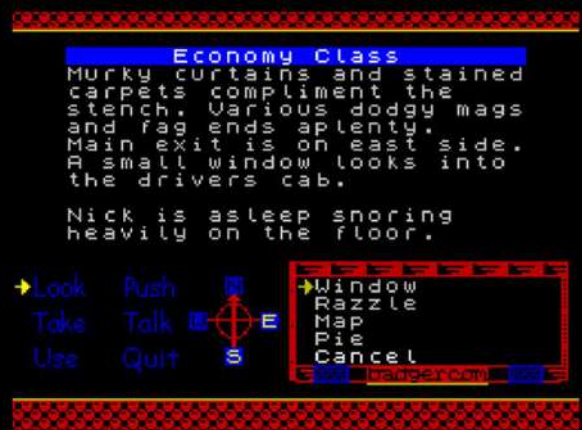 Economy Class
Murky curtains and stained
carpets compliment the
stench. Various dodgy mags
and fag ends aplenty.
Main exit is on east side.
A small window looks into
the drivers cab.
Nick is asleep snoring
heavily on the floor.
Look Push N
Take Talk E
Use Quit S
Window
Razzle
Map
Pie
Cancel
badgercom